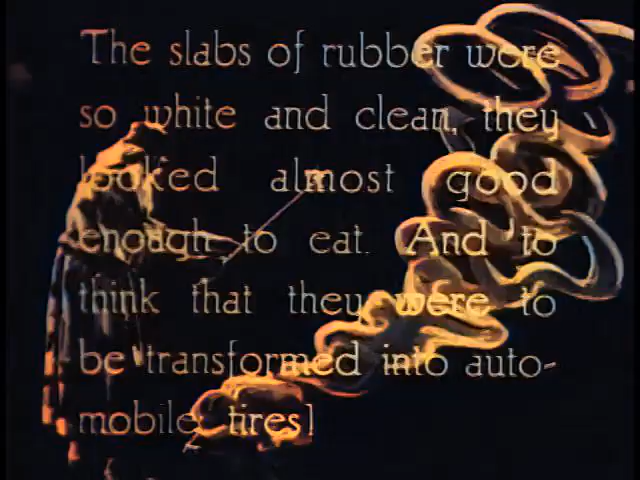 The slabs of rubber were
so white and clean, they
looked almost good
enough to eat. And to
think that they were to
be transformed into auto-
mobile tires!